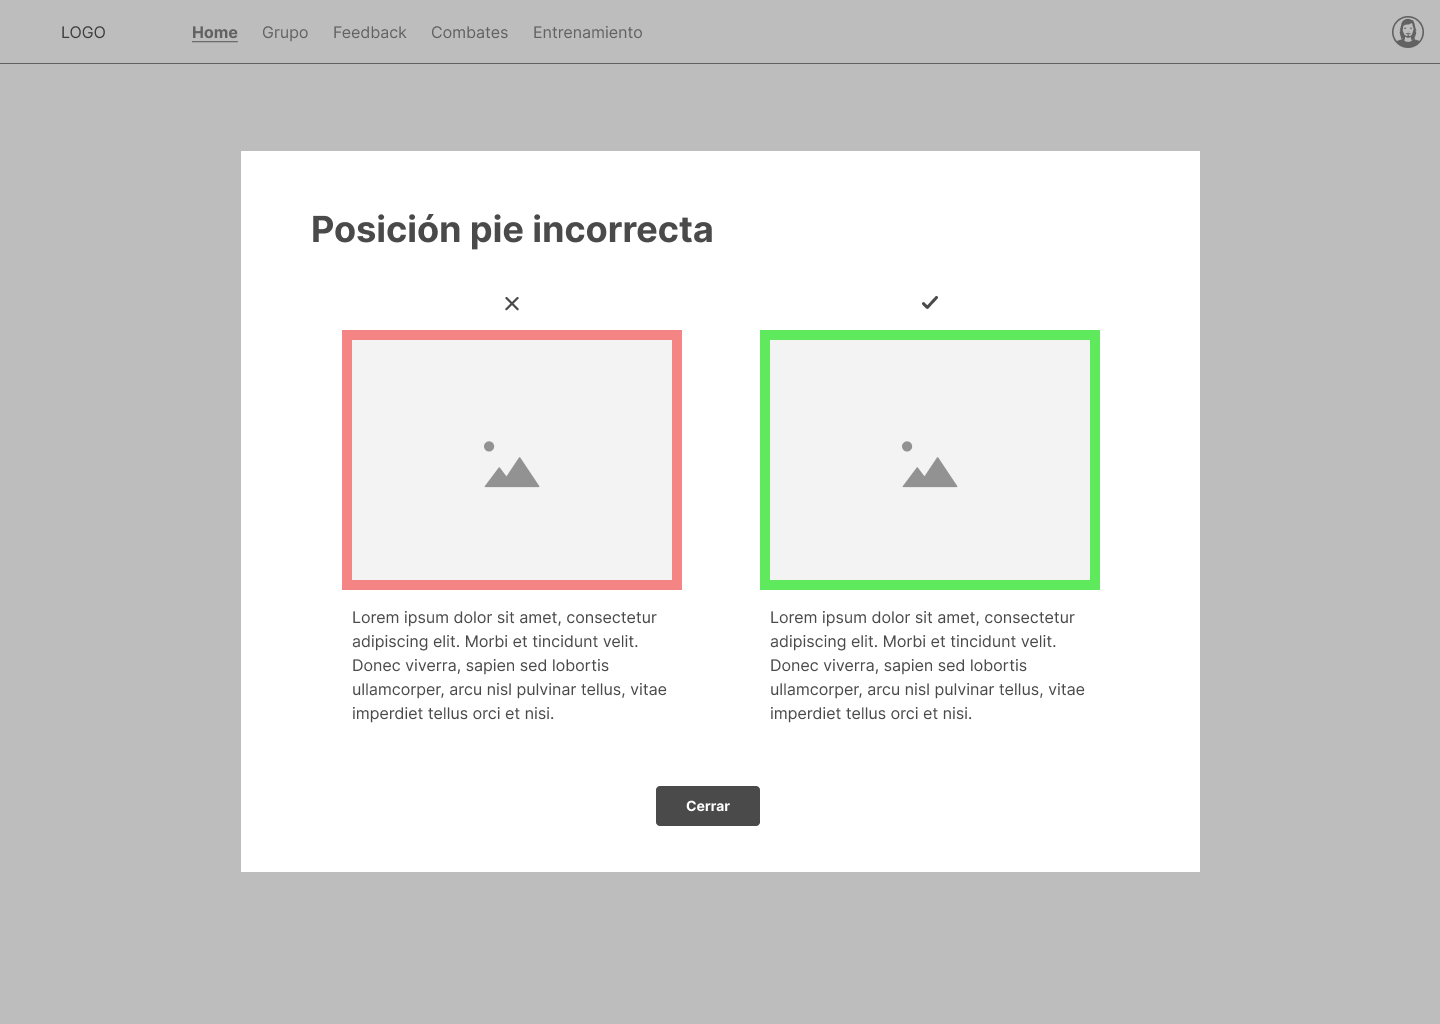 LOGO
Home
Grupo
Feedback
Combates
Entrenamiento
Posición pie incorrecta
Lorem ipsum dolor sit amet, consectetur
adipiscing elit. Morbi et tincidunt velit.
Donec viverra, sapien sed lobortis
ullamcorper, arcu nisl pulvinar tellus, vitae
imperdiet tellus orci et nisi.
Lorem ipsum dolor sit amet, consectetur
adipiscing elit. Morbi et tincidunt velit.
Donec viverra, sapien sed lobortis
ullamcorper, arcu nisl pulvinar tellus, vitae
imperdiet tellus orci et nisi.
Cerrar